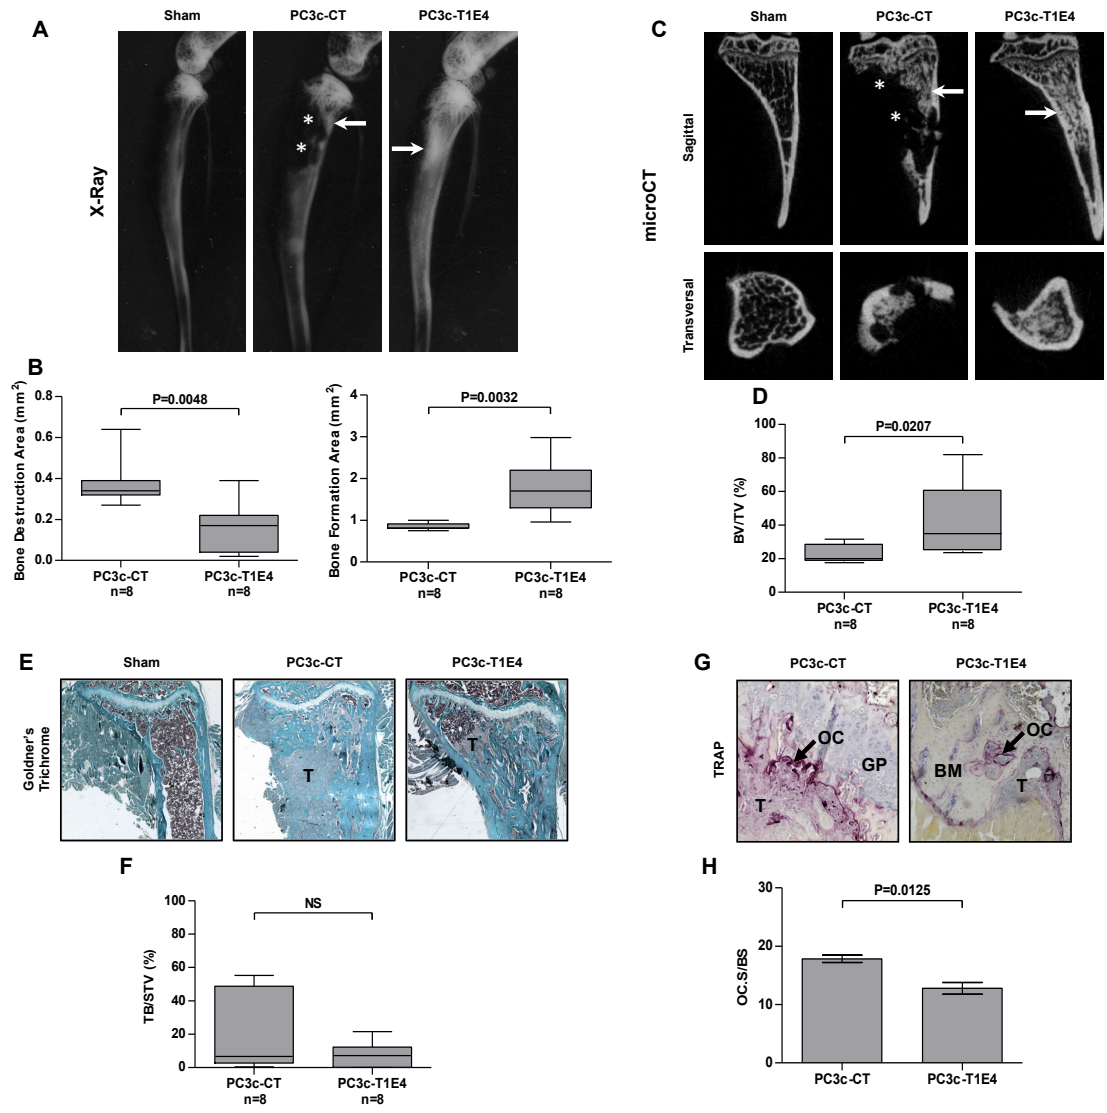 A
Sham
PC3c-CT
PC3c-T1E4
X-Ray
*
*
B
Bone Destruction Area (mm²)
0.8
0.6
0.4
0.2
0.0
P=0.0048
PC3c-CT
n=8
PC3c-T1E4
n=8
Bone Formation Area (mm²)
4
3
2
1
0
P=0.0032
PC3c-CT
n=8
PC3c-T1E4
n=8
C
Sham
PC3c-CT
PC3c-T1E4
microCT
Sagittal
*
*
Transversal
D
BV/TV (%)
100
80
60
40
20
0
P=0.0207
PC3c-CT
n=8
PC3c-T1E4
n=8
E
Sham
PC3c-CT
PC3c-T1E4
Goldner's
Trichrome
T
T
F
TB/STV (%)
100
80
60
40
20
0
NS
PC3c-CT
n=8
PC3c-T1E4
n=8
G
PC3c-CT
PC3c-T1E4
TRAP
OC
GP
T
OC
BM
T
H
OC.S/BS
30
20
10
0
P=0.0125
PC3c-CT
PC3c-T1E4